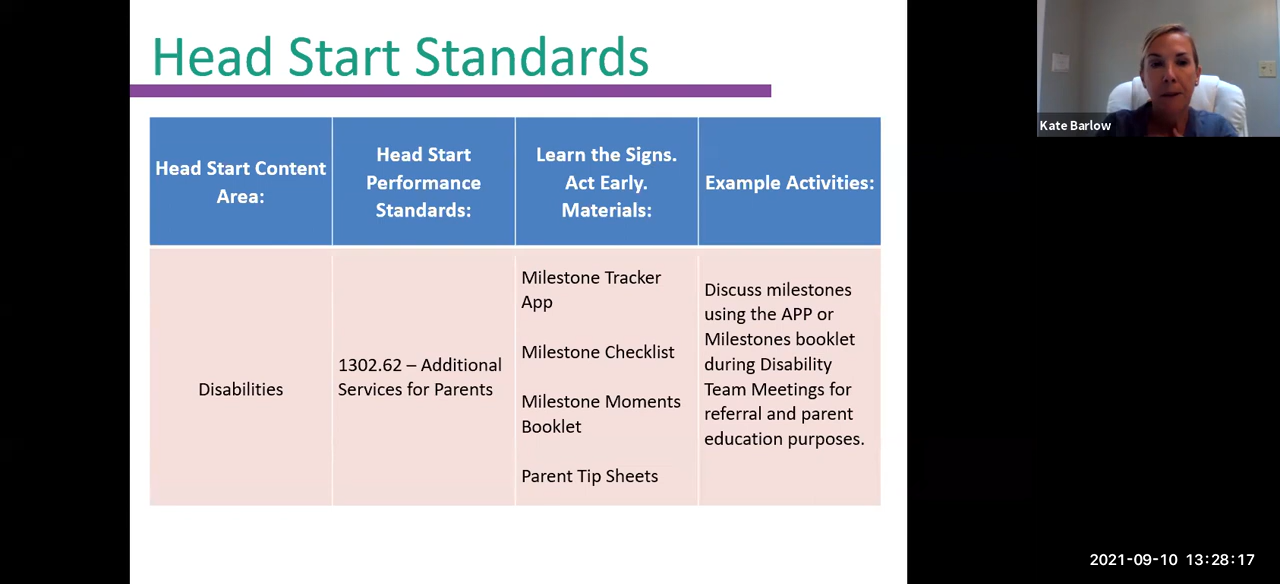 Head Start Standards
Head Start Content
Area:
Head Start
Performance
Standards:
Learn the Signs.
Act Early.
Materials:
Example Activities:
Disabilities
1302.62 – Additional
Services for Parents
Milestone Tracker
App
Milestone Checklist
Milestone Moments
Booklet
Parent Tip Sheets
Discuss milestones
using the APP or
Milestones booklet
during Disability
Team Meetings for
referral and parent
education purposes.
Kate Barlow
2021-09-10 13:28:17